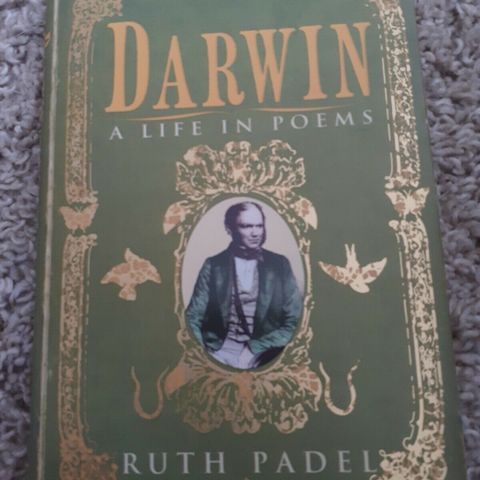 DARWIN
A LIFE IN POEMS
RUTH PADEL